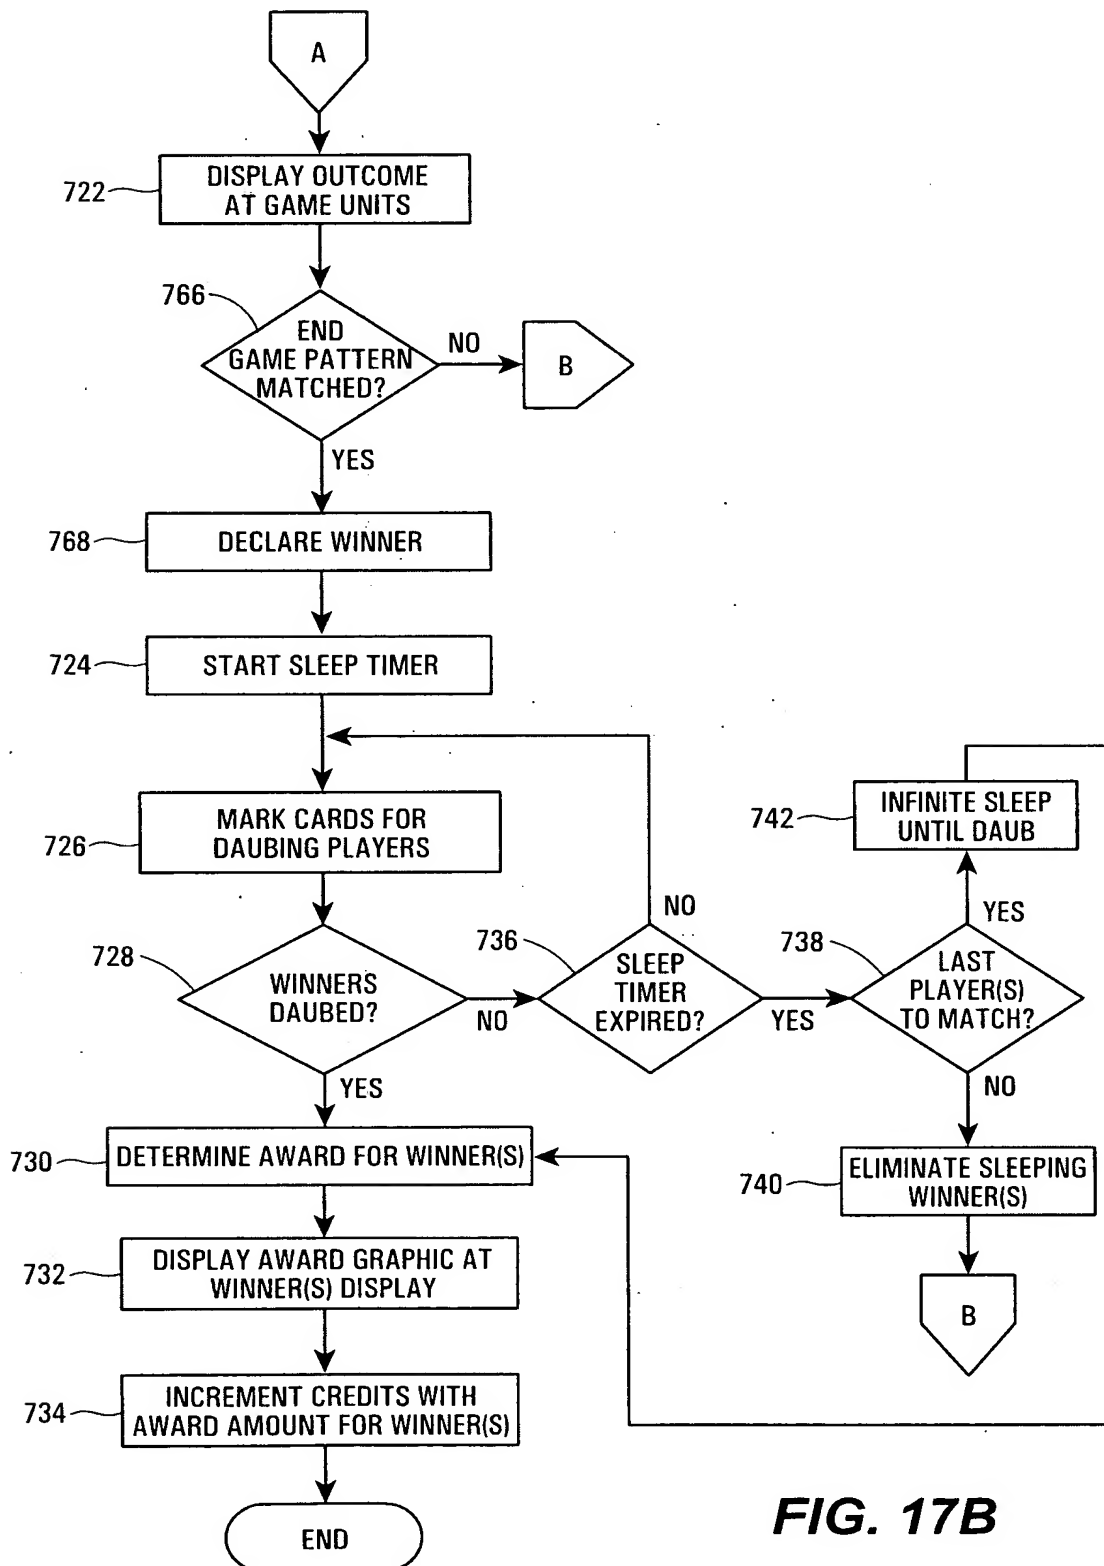 A
722
DISPLAY OUTCOME
AT GAME UNITS
766
END
GAME PATTERN
MATCHED?
NO
B
YES
768
DECLARE WINNER
724
START SLEEP TIMER
726
MARK CARDS FOR
DAUBING PLAYERS
742
INFINITE SLEEP
UNTIL DAUB
728
WINNERS
DAUBED?
NO
YES
736
SLEEP
TIMER
EXPIRED?
NO
YES
738
LAST
PLAYER(S)
TO MATCH?
YES
NO
730
DETERMINE AWARD FOR WINNER(S)
740
ELIMINATE SLEEPING
WINNER(S)
B
732
DISPLAY AWARD GRAPHIC AT
WINNER(S) DISPLAY
734
INCREMENT CREDITS WITH
AWARD AMOUNT FOR WINNER(S)
END
FIG. 17B